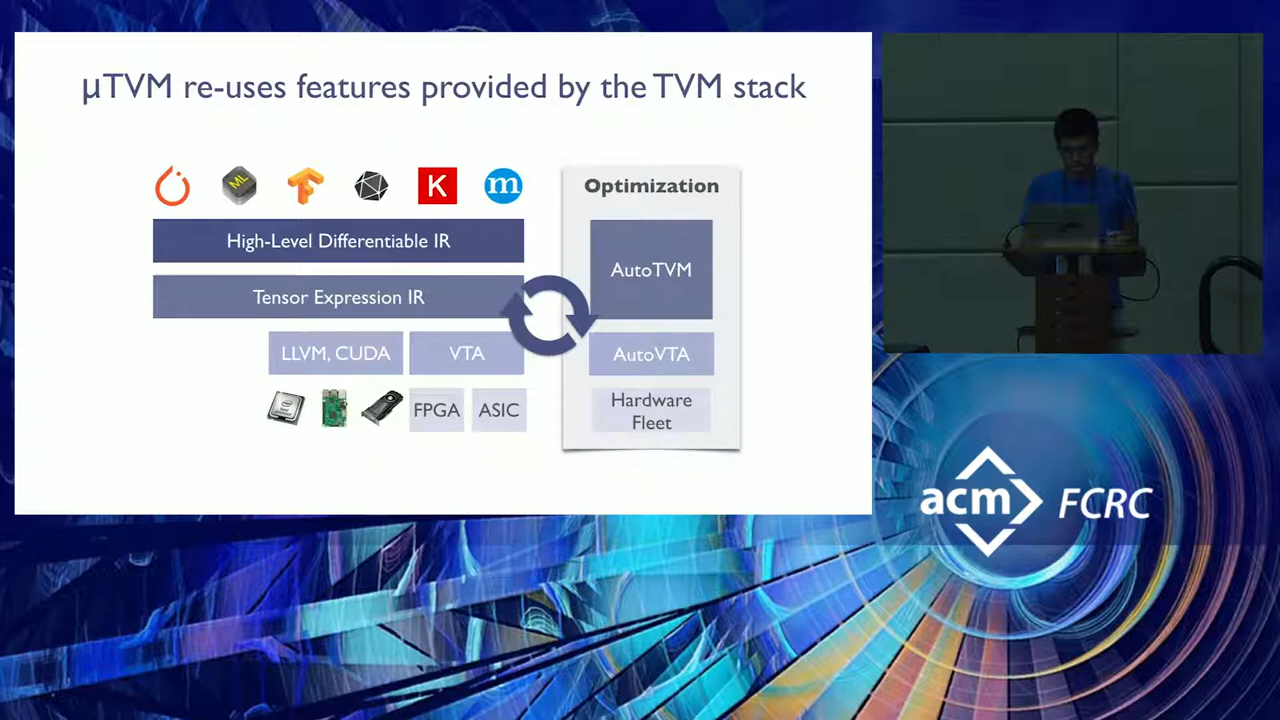 μTVM re-uses features provided by the TVM stack
ML
K
m
Optimization
High-Level Differentiable IR
AutoTVM
Tensor Expression IR
LLVM, CUDA
VTA
AutoVTA
FPGA
ASIC
Hardware
Fleet
acm
FCRC